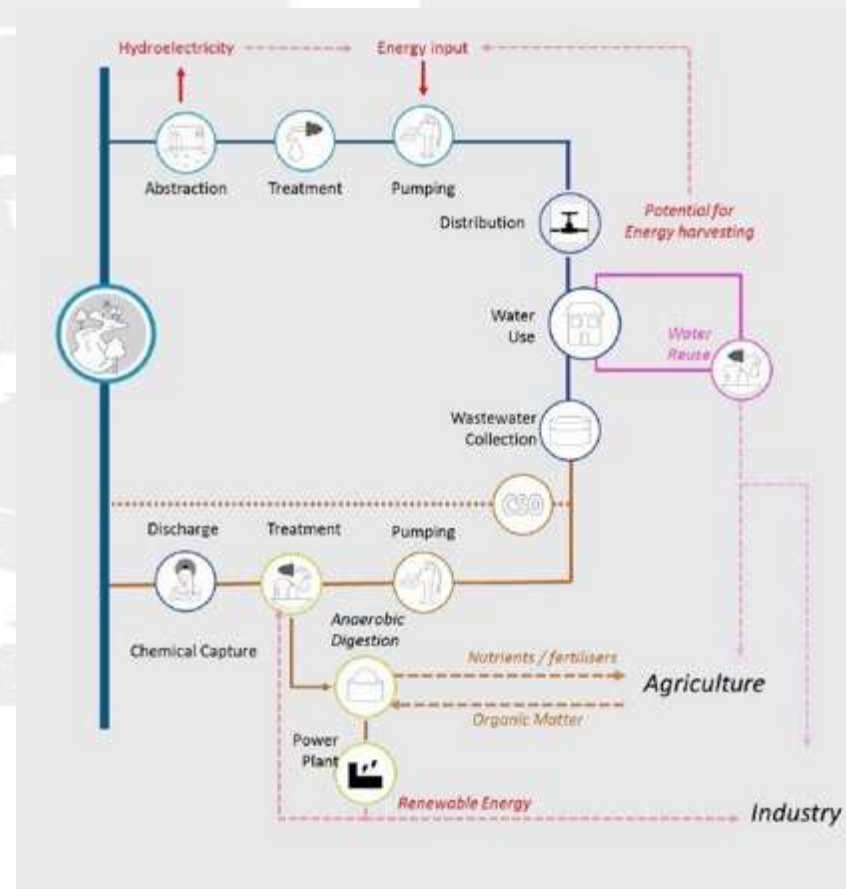 Hydroelectricity
Energy input
Abstraction
Treatment
Pumping
Distribution
Potential for
Energy harvesting
Water
Use
Water
Reuse
Wastewater
Collection
CSO
Discharge
Treatment
Pumping
Chemical Capture
Anaerobic
Digestion
Nutrients / fertilisers
Agriculture
Organic Matter
Power
Plant
Renewable Energy
Industry